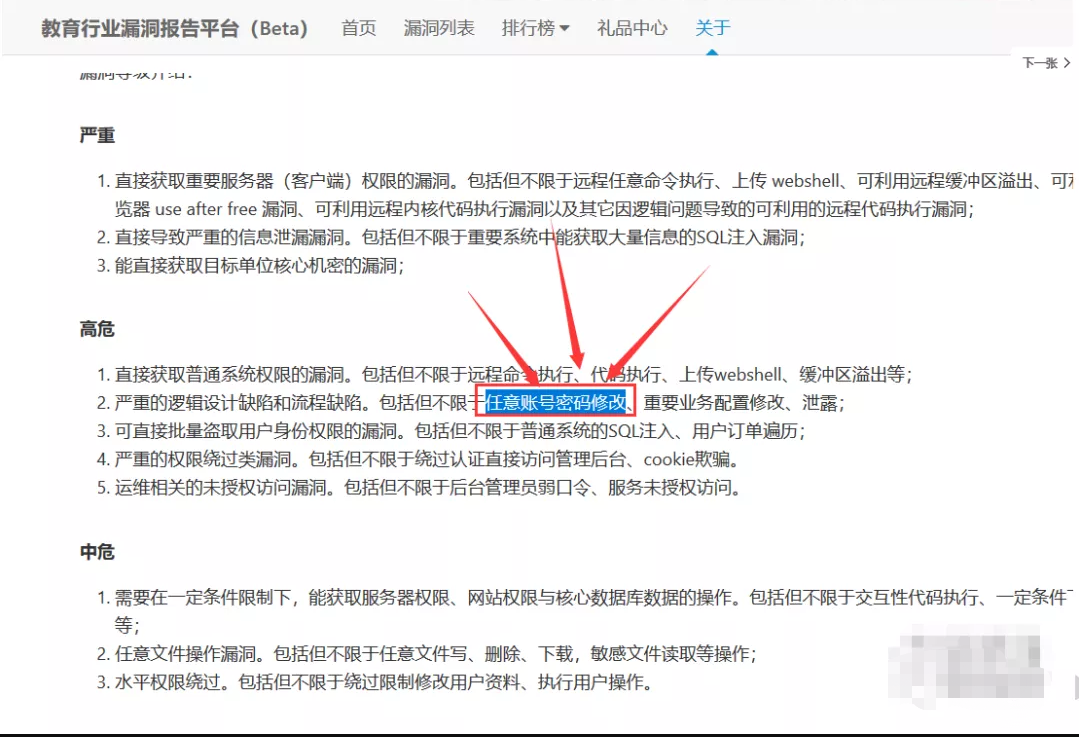 教育行业漏洞报告平台（Beta） 首页 漏洞列表 排行榜 礼品中心 关于
下一张
漏洞等级介绍：
严重
1. 直接获取重要服务器（客户端）权限的漏洞。包括但不限于远程任意命令执行、上传 webshell、可利用远程缓冲区溢出、可
览器 use after free 漏洞、可利用远程内核代码执行漏洞以及其它因逻辑问题导致的可利用的远程代码执行漏洞；
2. 直接导致严重的信息泄漏漏洞。包括但不限于重要系统中能获取大量信息的SQL注入漏洞；
3. 能直接获取目标单位核心机密的漏洞；
高危
1. 直接获取普通系统权限的漏洞。包括但不限于远程命令执行、代码执行、上传webshell、缓冲区溢出等；
2. 严重的逻辑设计缺陷和流程缺陷。包括但不限于任意账号密码修改、重要业务配置修改、泄露；
3. 可直接批量盗取用户身份权限的漏洞。包括但不限于普通系统的SQL注入、用户订单遍历；
4. 严重的权限绕过类漏洞。包括但不限于绕过认证直接访问管理后台、cookie欺骗。
5. 运维相关的未授权访问漏洞。包括但不限于后台管理员弱口令、服务未授权访问。
中危
1. 需要在一定条件限制下，能获取服务器权限、网站权限与核心数据库数据的操作。包括但不限于交互性代码执行、一定条件下
等；
2. 任意文件操作漏洞。包括但不限于任意文件写、删除、下载，敏感文件读取等操作；
3. 水平权限绕过。包括但不限于绕过限制修改用户资料、执行用户操作。